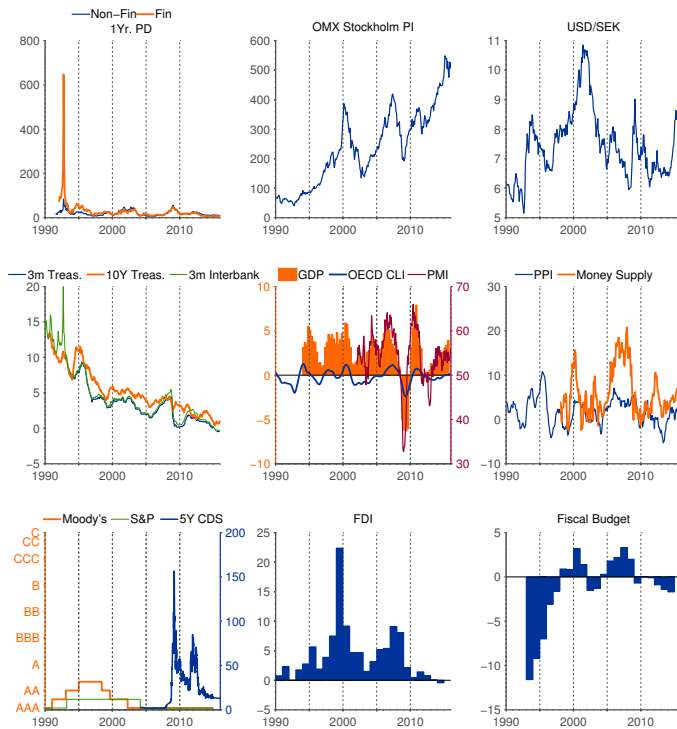 Non-Fin Fin
1Yr. PD
800
600
400
200
0
1990 2000 2010
OMX Stockholm PI
600
500
400
300
200
100
0
1990 2000 2010
USD/SEK
11
10
9
8
7
6
5
1990 2000 2010
3m Treas. 10Y Treas. 3m Interbank
20
15
10
5
0
−5
1990 2000 2010
GDP OECD CLI PMI
10 70
5 60
0 50
−5 40
−10 30
1990 2000 2010
PPI Money Supply
30
20
10
0
−10
1990 2000 2010
Moody's S&P 5Y CDS
C 200
CC
CCC
150
B
BB 100
BBB
A 50
AA
AAA 0
1990 2000 2010
FDI
25
20
15
10
5
0
−5
1990 2000 2010
Fiscal Budget
5
0
−5
−10
−15
1990 2000 2010